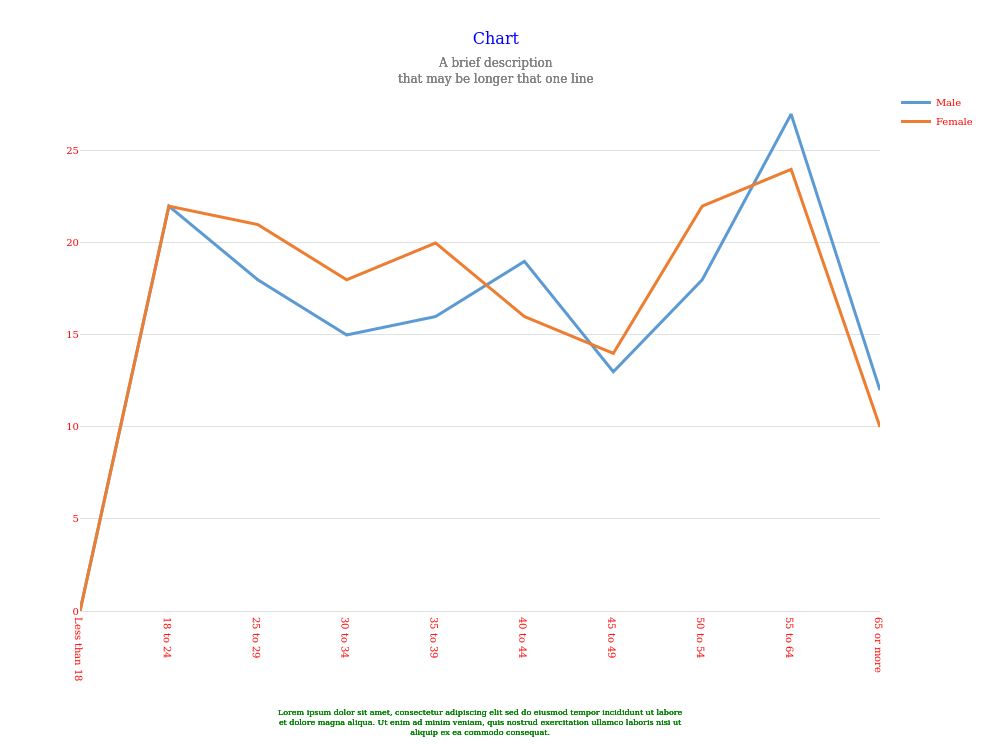 Chart
A brief description
that may be longer that one line
Male
Female
25
20
15
10
5
0
Less than 18
18 to 24
25 to 29
30 to 34
35 to 39
40 to 44
45 to 49
50 to 54
55 to 64
65 or more
Lorem ipsum dolor sit amet, consectetur adipiscing elit sed do eiusmod tempor incididunt ut labore
et dolore magna aliqua. Ut enim ad minim veniam, quis nostrud exercitation ullamco laboris nisi ut
aliquip ex ea commodo consequat.